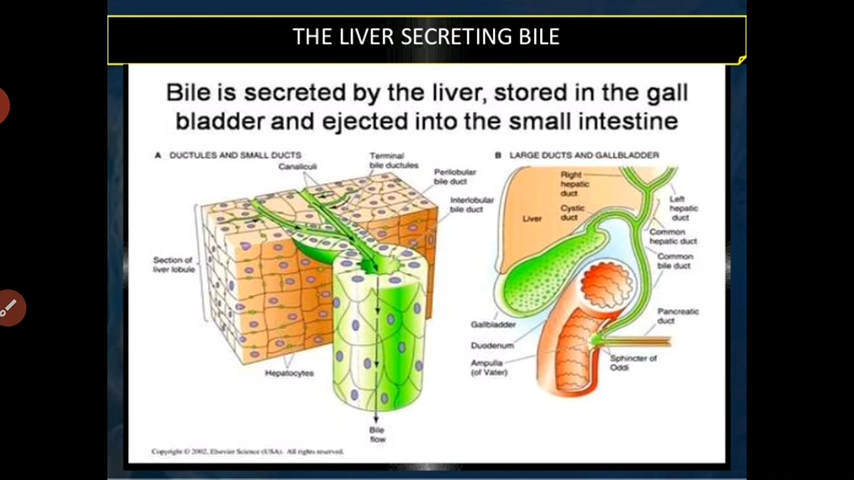 THE LIVER SECRETING BILE
Bile is secreted by the liver, stored in the gall
bladder and ejected into the small intestine
A DUCTULES AND SMALL DUCTS
Canaliculi
Terminal
bile ductules
Perilobular
bile duct
Interlobular
bile duct
Section of
liver lobule
Hepatocytes
Bile
flow
B LARGE DUCTS AND GALLBLADDER
Right
hepatic
duct
Cystic
duct
Liver
Left
hepatic
duct
Common
hepatic duct
Common
bile duct
Pancreatic
duct
Gallbladder
Duodenum
Ampulla
(of Vater)
Sphincter of
Oddi
Copyright © 2002, Elsevier Science (USA). All rights reserved.